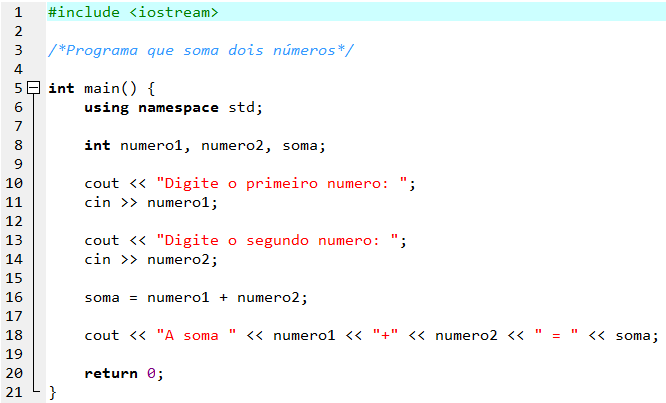 1 #include <iostream>
2
3 /*Programa que soma dois números*/
4
5 int main() {
6 using namespace std;
7
8 int numero1, numero2, soma;
9
10 cout << "Digite o primeiro numero: ";
11 cin >> numero1;
12
13 cout << "Digite o segundo numero: ";
14 cin >> numero2;
15
16 soma = numero1 + numero2;
17
18 cout << "A soma " << numero1 << "+" << numero2 << " = " << soma;
19
20 return 0;
21 }